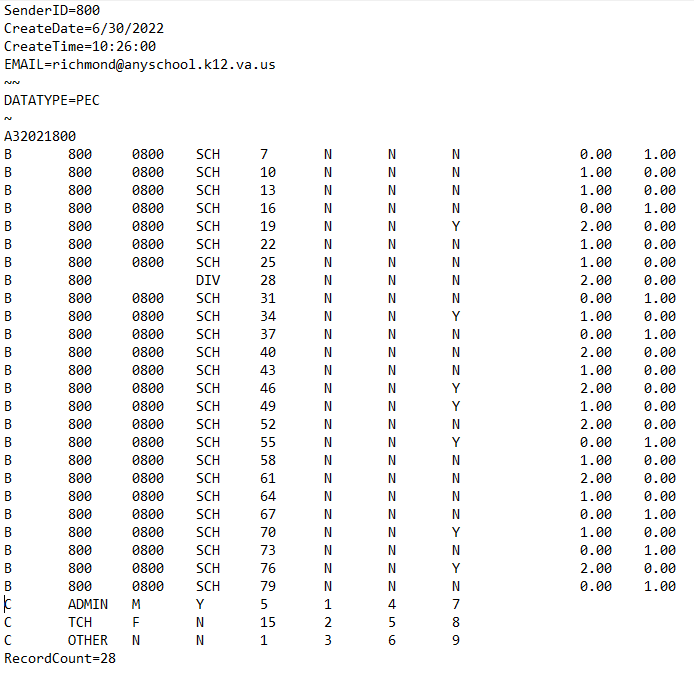 SenderID=800
CreateDate=6/30/2022
CreateTime=10:26:00
EMAIL=richmond@anyschool.k12.va.us
~~
DATATYPE=PEC
~
A32021800
B	800	0800	SCH	7	N	N	N		0.00	1.00
B	800	0800	SCH	10	N	N	N		1.00	0.00
B	800	0800	SCH	13	N	N	N		1.00	0.00
B	800	0800	SCH	16	N	N	N		0.00	1.00
B	800	0800	SCH	19	N	N	Y		2.00	0.00
B	800	0800	SCH	22	N	N	N		1.00	0.00
B	800	0800	SCH	25	N	N	N		1.00	0.00
B	800		DIV	28	N	N	N		2.00	0.00
B	800	0800	SCH	31	N	N	N		0.00	1.00
B	800	0800	SCH	34	N	N	Y		1.00	0.00
B	800	0800	SCH	37	N	N	N		0.00	1.00
B	800	0800	SCH	40	N	N	N		2.00	0.00
B	800	0800	SCH	43	N	N	N		1.00	0.00
B	800	0800	SCH	46	N	N	Y		2.00	0.00
B	800	0800	SCH	49	N	N	Y		1.00	0.00
B	800	0800	SCH	52	N	N	N		2.00	0.00
B	800	0800	SCH	55	N	N	Y		0.00	1.00
B	800	0800	SCH	58	N	N	N		1.00	0.00
B	800	0800	SCH	61	N	N	N		2.00	0.00
B	800	0800	SCH	64	N	N	N		1.00	0.00
B	800	0800	SCH	67	N	N	N		0.00	1.00
B	800	0800	SCH	70	N	N	Y		1.00	0.00
B	800	0800	SCH	73	N	N	N		0.00	1.00
B	800	0800	SCH	76	N	N	Y		2.00	0.00
B	800	0800	SCH	79	N	N	N		0.00	1.00
C	ADMIN	M	Y	5	1	4	7
C	TCH	F	N	15	2	5	8
C	OTHER	N	N	1	3	6	9
RecordCount=28